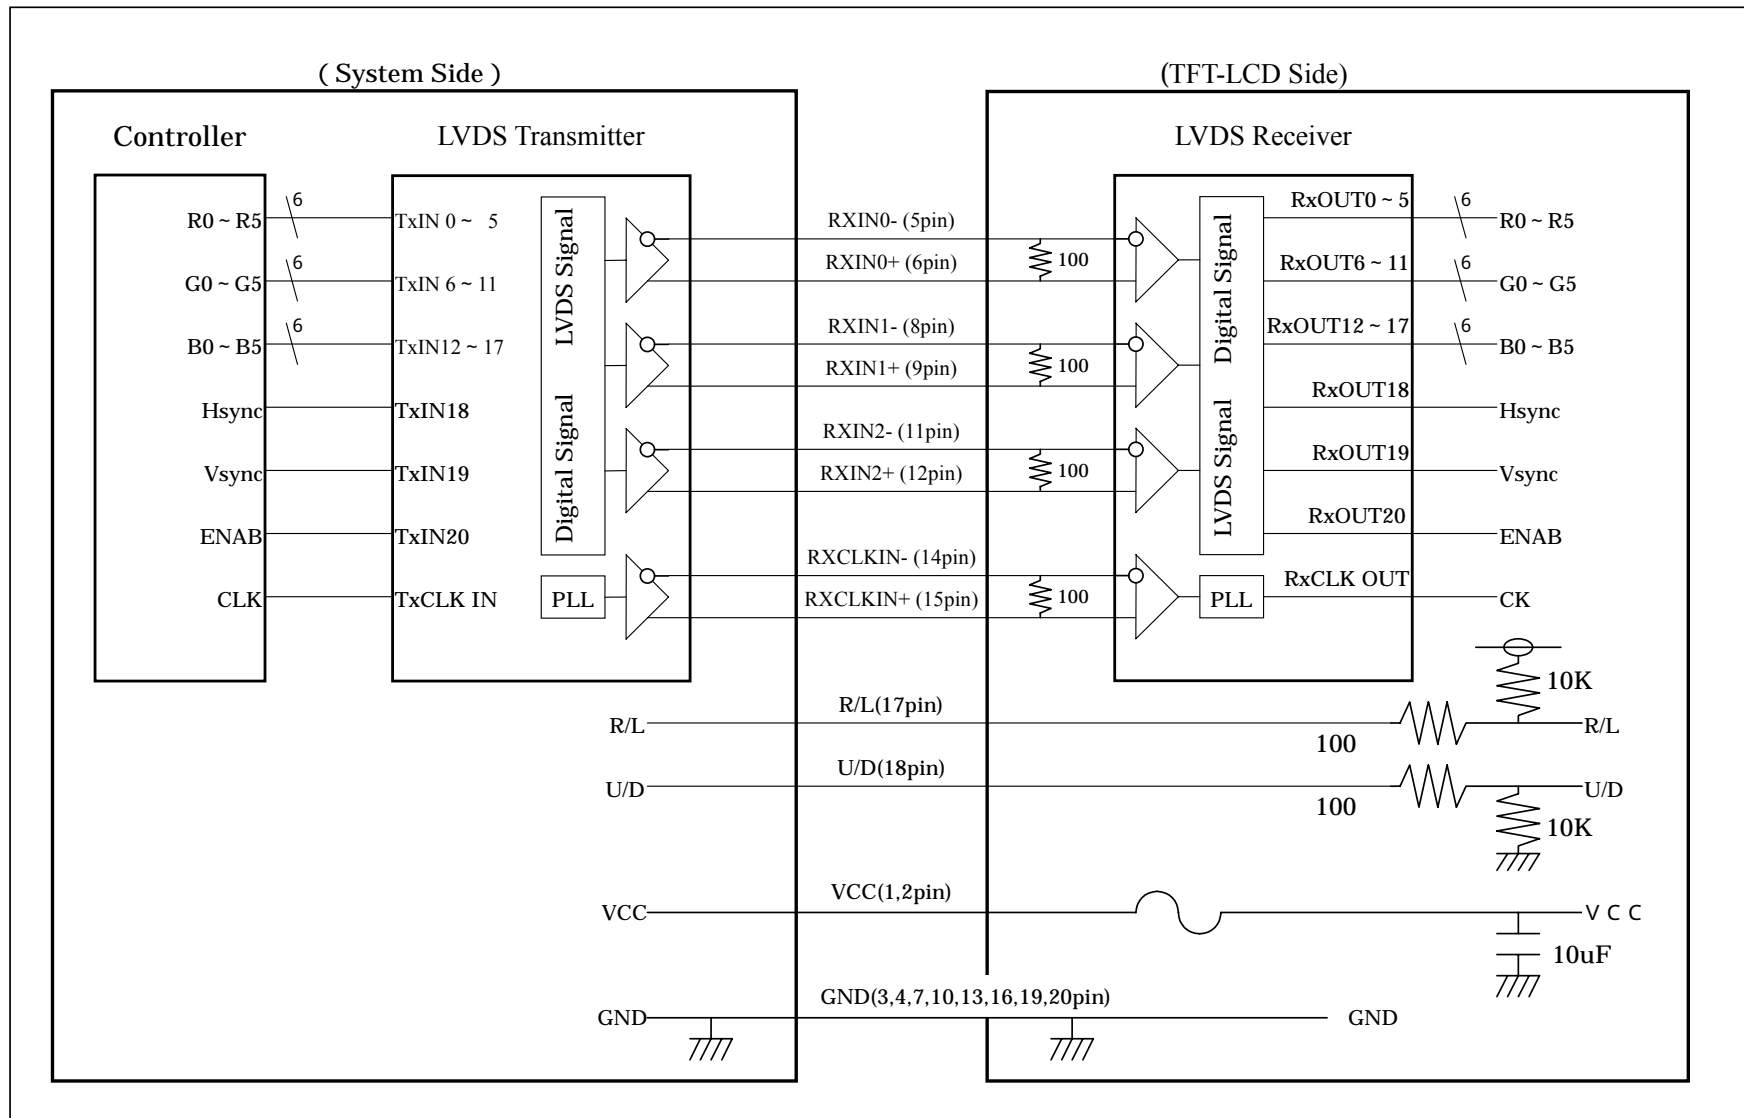 ( System Side )
(TFT-LCD Side)
Controller
LVDS Transmitter
LVDS Receiver
R0 ~ R5
6
TxIN 0 ~ 5
G0 ~ G5
6
TxIN 6 ~ 11
B0 ~ B5
6
TxIN12 ~ 17
Hsync
TxIN18
Vsync
TxIN19
ENAB
TxIN20
CLK
TxCLK IN
LVDS Signal
Digital Signal
PLL
RXIN0- (5pin)
RXIN0+ (6pin)
100
RXIN1- (8pin)
RXIN1+ (9pin)
100
RXIN2- (11pin)
RXIN2+ (12pin)
100
RXCLKIN- (14pin)
RXCLKIN+ (15pin)
100
Digital Signal
LVDS Signal
PLL
RxOUT0 ~ 5
6
R0 ~ R5
RxOUT6 ~ 11
6
G0 ~ G5
RxOUT12 ~ 17
6
B0 ~ B5
RxOUT18
Hsync
RxOUT19
Vsync
RxOUT20
ENAB
RxCLK OUT
CK
10K
R/L
R/L(17pin)
100
R/L
U/D
U/D(18pin)
100
U/D
10K
VCC
VCC(1,2pin)
V C C
10uF
GND
GND(3,4,7,10,13,16,19,20pin)
GND